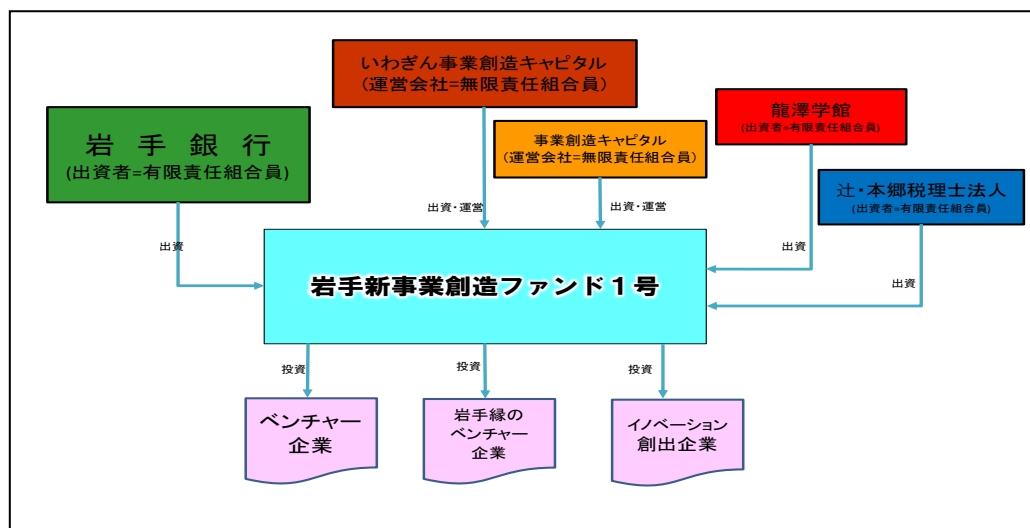 いわぎん事業創造キャピタル
(運営会社=無限責任組合員)
岩手銀行
(出資者=有限責任組合員)
事業創造キャピタル
(運営会社=無限責任組合員)
龍澤学館
(出資者=有限責任組合員)
辻・本郷税理士法人
(出資者=有限責任組合員)
出資・運営
出資・運営
出資
出資
出資
岩手新事業創造ファンド１号
投資
投資
投資
ベンチャー
企業
岩手縁の
ベンチャー
企業
イノベーション
創出企業